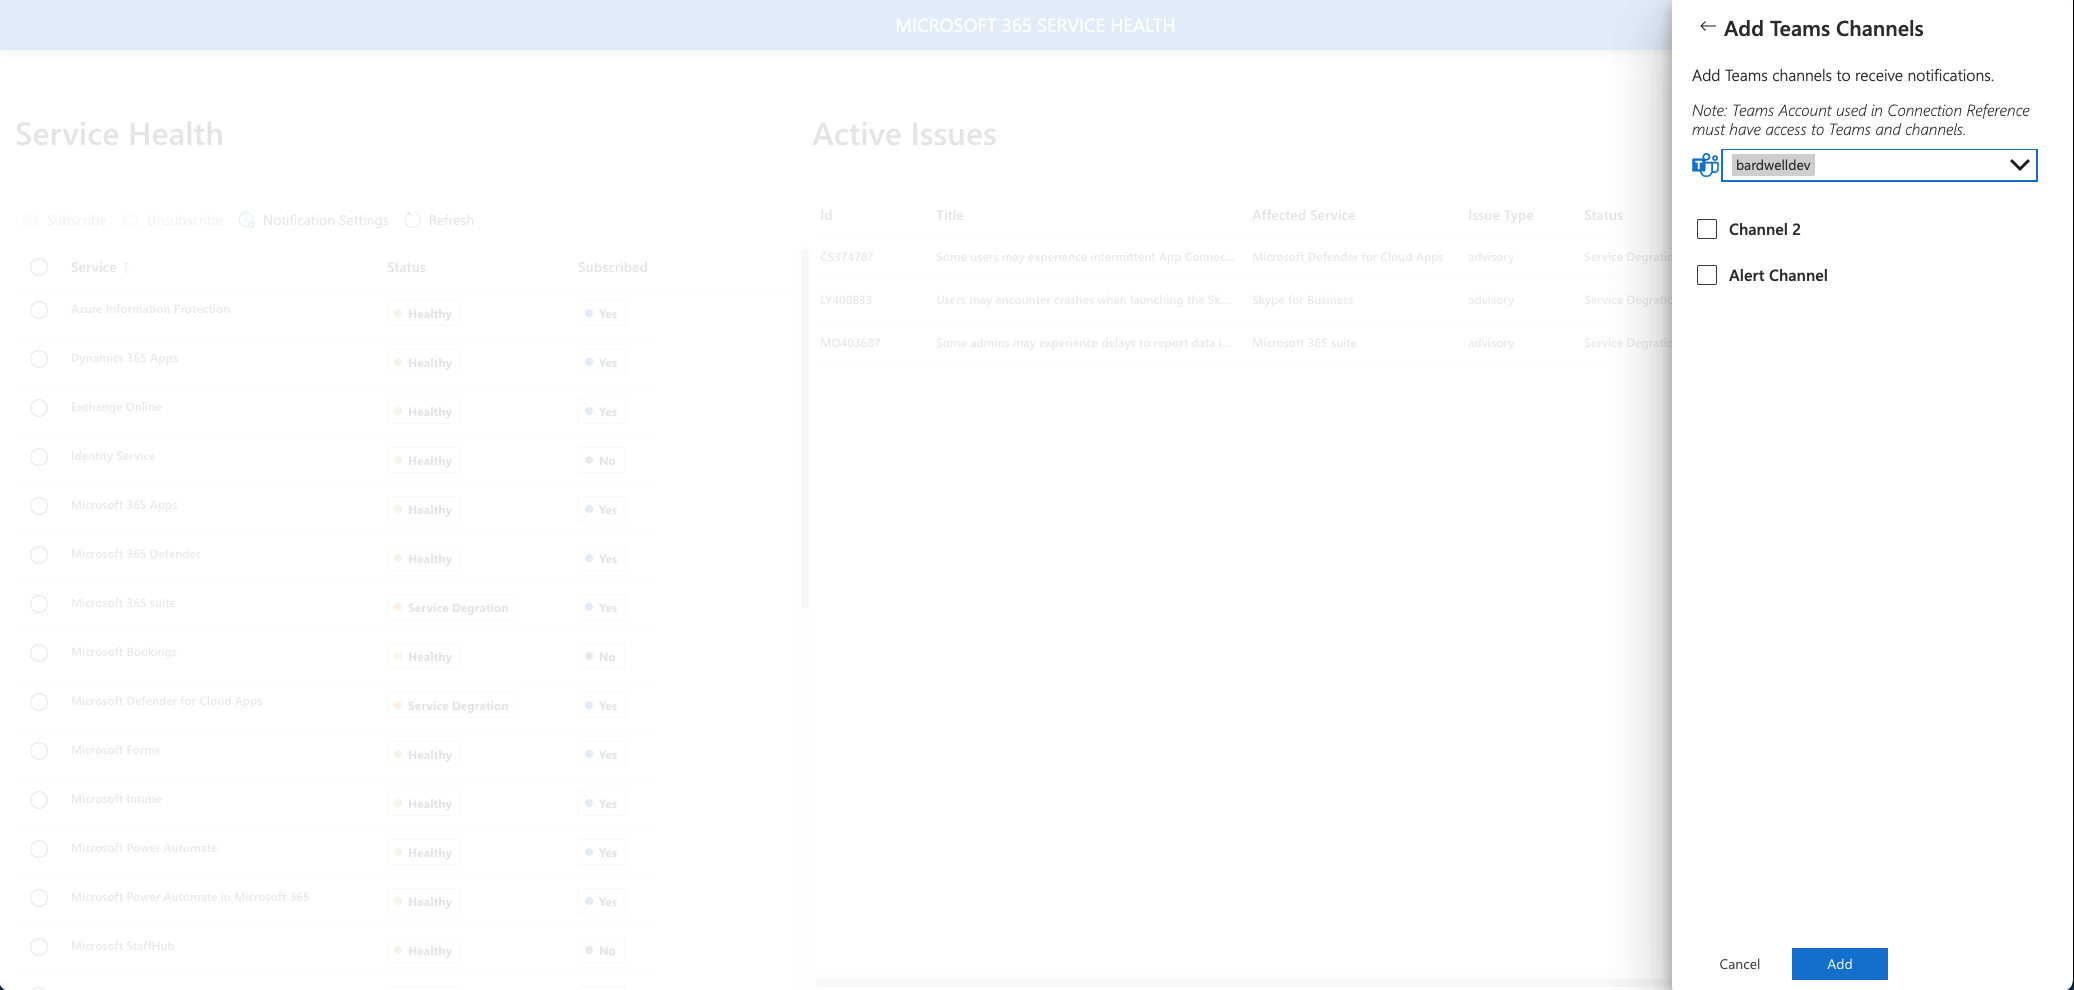 MICROSOFT 365 SERVICE HEALTH
Service Health
Subscribe Unsubscribe Notification Settings Refresh
Service ↑ Status Subscribed
Azure Information Protection Healthy Yes
Dynamics 365 Apps Healthy Yes
Exchange Online Healthy Yes
Identity Service Healthy No
Microsoft 365 Apps Healthy Yes
Microsoft 365 Defender Healthy Yes
Microsoft 365 suite Service Degration Yes
Microsoft Bookings Healthy No
Microsoft Defender for Cloud Apps Service Degration Yes
Microsoft Forms Healthy Yes
Microsoft Intune Healthy Yes
Microsoft Power Automate Healthy Yes
Microsoft Power Automate in Microsoft 365 Healthy Yes
Microsoft StaffHub Healthy No
Active Issues
Id Title Affected Service Issue Type Status
CS374787 Some users may experience intermittent App Connec... Microsoft Defender for Cloud Apps advisory Service Degratic
LY400833 Users may encounter crashes when launching the Sk... Skype for Business advisory Service Degratic
MO403687 Some admins may experience delays to report data i... Microsoft 365 suite advisory Service Degratic
← Add Teams Channels
Add Teams channels to receive notifications.
Note: Teams Account used in Connection Reference
must have access to Teams and channels.
bardwelldev
Channel 2
Alert Channel
Cancel Add